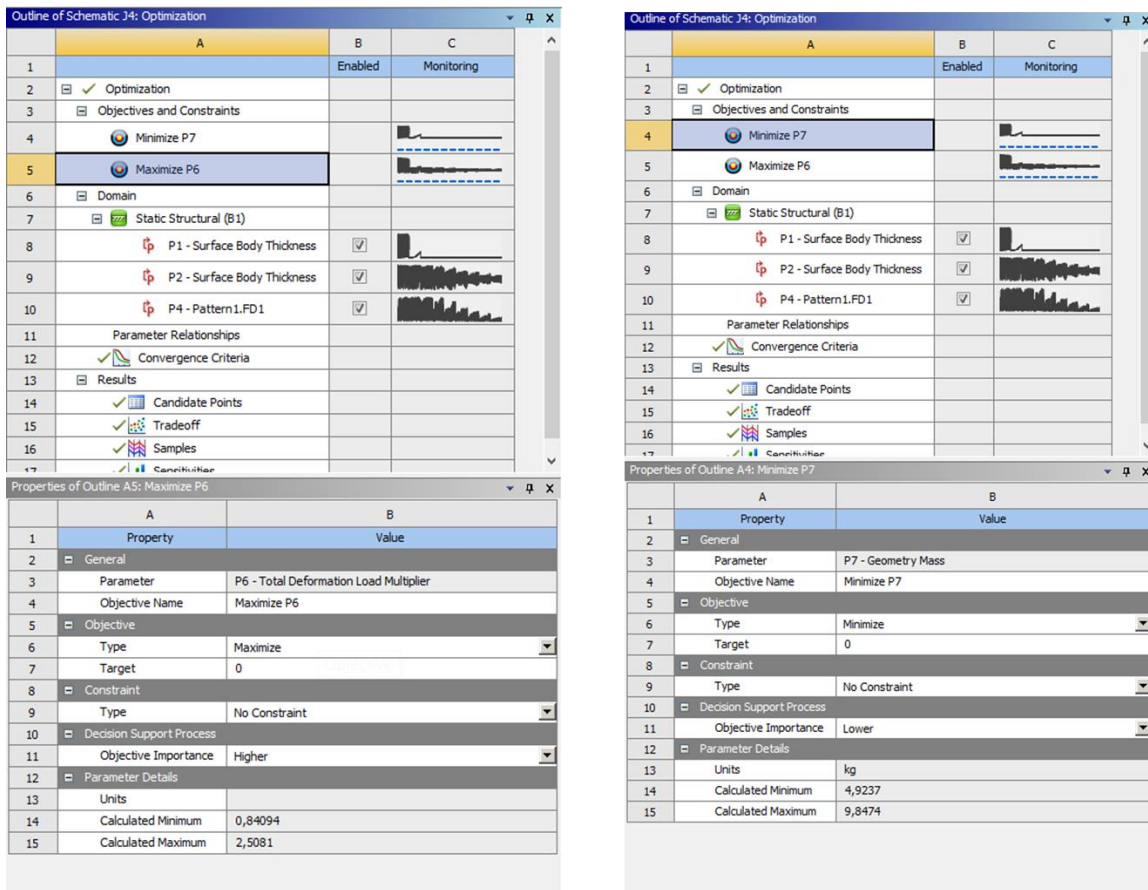 Outline of Schematic J4: Optimization
A B C
1 Enabled Monitoring
2 Optimization
3 Objectives and Constraints
4 Minimize P7
5 Maximize P6
6 Domain
7 Static Structural (B1)
8 P1 - Surface Body Thickness
9 P2 - Surface Body Thickness
10 P4 - Pattern1.FD1
11 Parameter Relationships
12 Convergence Criteria
13 Results
14 Candidate Points
15 Tradeoff
16 Samples
17 Sensitivities
Properties of Outline A5: Maximize P6
A B
1 Property Value
2 General
3 Parameter P6 - Total Deformation Load Multiplier
4 Objective Name Maximize P6
5 Objective
6 Type Maximize
7 Target 0
8 Constraint
9 Type No Constraint
10 Decision Support Process
11 Objective Importance Higher
12 Parameter Details
13 Units
14 Calculated Minimum 0,84094
15 Calculated Maximum 2,5081
Outline of Schematic J4: Optimization
A B C
1 Enabled Monitoring
2 Optimization
3 Objectives and Constraints
4 Minimize P7
5 Maximize P6
6 Domain
7 Static Structural (B1)
8 P1 - Surface Body Thickness
9 P2 - Surface Body Thickness
10 P4 - Pattern1.FD1
11 Parameter Relationships
12 Convergence Criteria
13 Results
14 Candidate Points
15 Tradeoff
16 Samples
17 Sensitivities
Properties of Outline A4: Minimize P7
A B
1 Property Value
2 General
3 Parameter P7 - Geometry Mass
4 Objective Name Minimize P7
5 Objective
6 Type Minimize
7 Target 0
8 Constraint
9 Type No Constraint
10 Decision Support Process
11 Objective Importance Lower
12 Parameter Details
13 Units kg
14 Calculated Minimum 4,9237
15 Calculated Maximum 9,8474